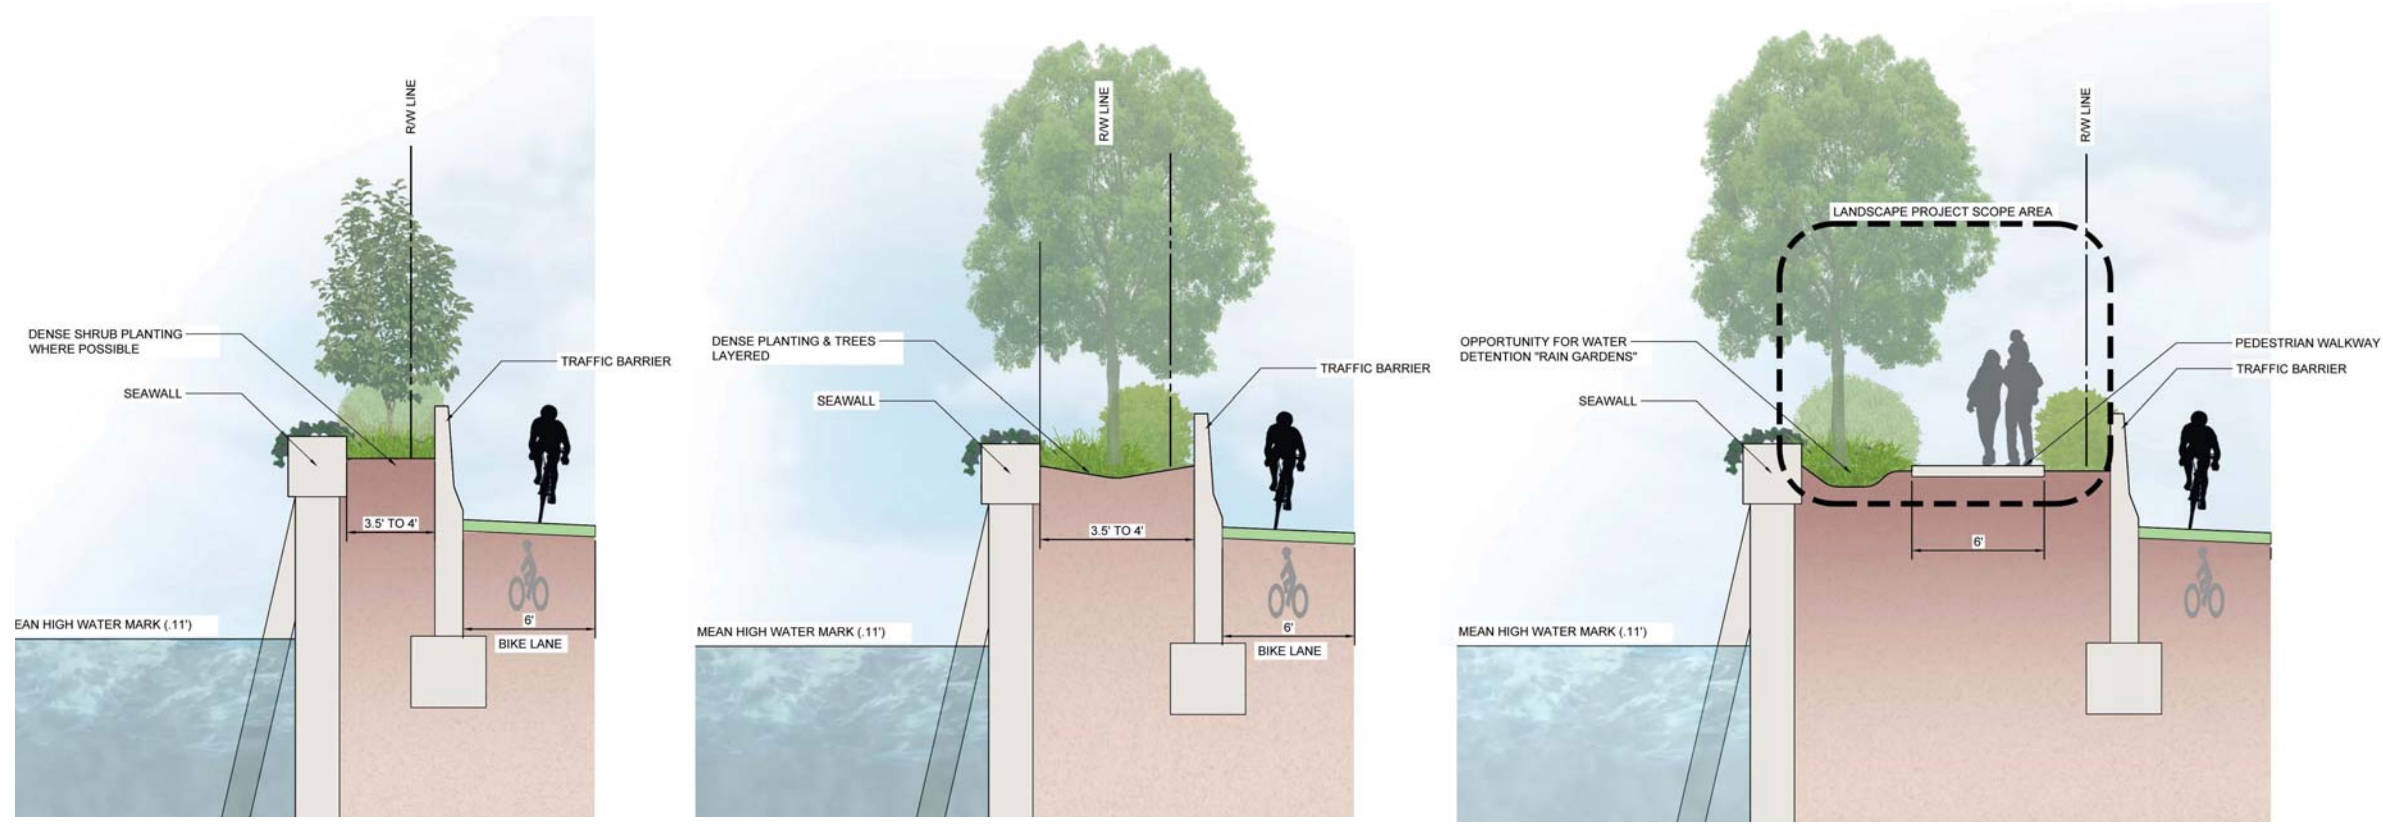 R/W LINE
DENSE SHRUB PLANTING
WHERE POSSIBLE
SEAWALL
TRAFFIC BARRIER
3.5' TO 4'
EAN HIGH WATER MARK (.11')
6'
BIKE LANE
R/W LINE
DENSE PLANTING & TREES
LAYERED
SEAWALL
TRAFFIC BARRIER
3.5' TO 4'
MEAN HIGH WATER MARK (.11')
6'
BIKE LANE
R/W LINE
LANDSCAPE PROJECT SCOPE AREA
OPPORTUNITY FOR WATER
DETENTION "RAIN GARDENS"
SEAWALL
PEDESTRIAN WALKWAY
TRAFFIC BARRIER
6'
MEAN HIGH WATER MARK (.11')